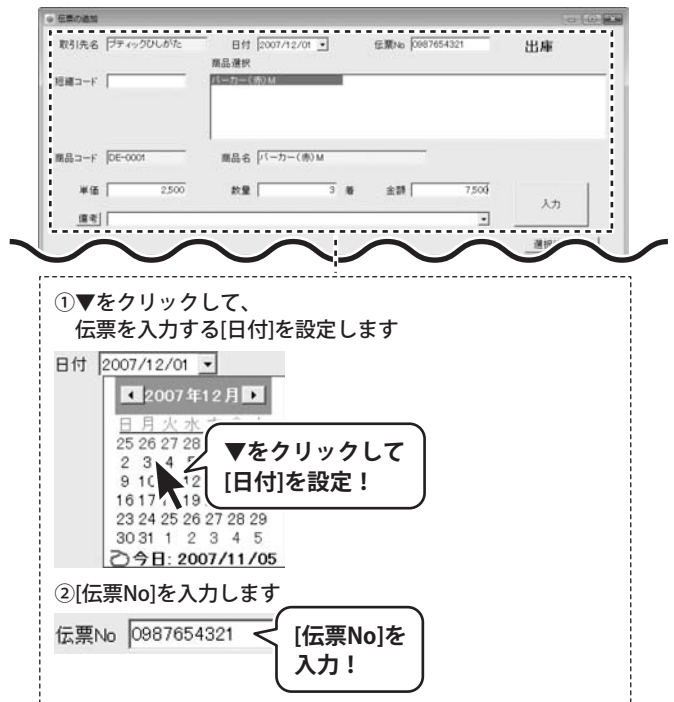 伝票の追加
取引先名 ブティックひしがた 日付 2007/12/01 伝票No 0987654321 出庫
商品選択
短縮コード パーカー(赤)M
商品コード DE-0001 商品名 パーカー(赤)M
単価 2,500 数量 3 着 金額 7,500
入力
備考
選択
①▼をクリックして、
伝票を入力する[日付]を設定します
日付 2007/12/01
2007年12月
日 月 火 水
25 26 27 28
2 3 4
9 10 12
16 17 19
23 24 25 26 27 28 29
30 31 1 2 3 4 5
今日: 2007/11/05
▼をクリックして
[日付]を設定！
②[伝票No]を入力します
伝票No 0987654321
[伝票No]を
入力！